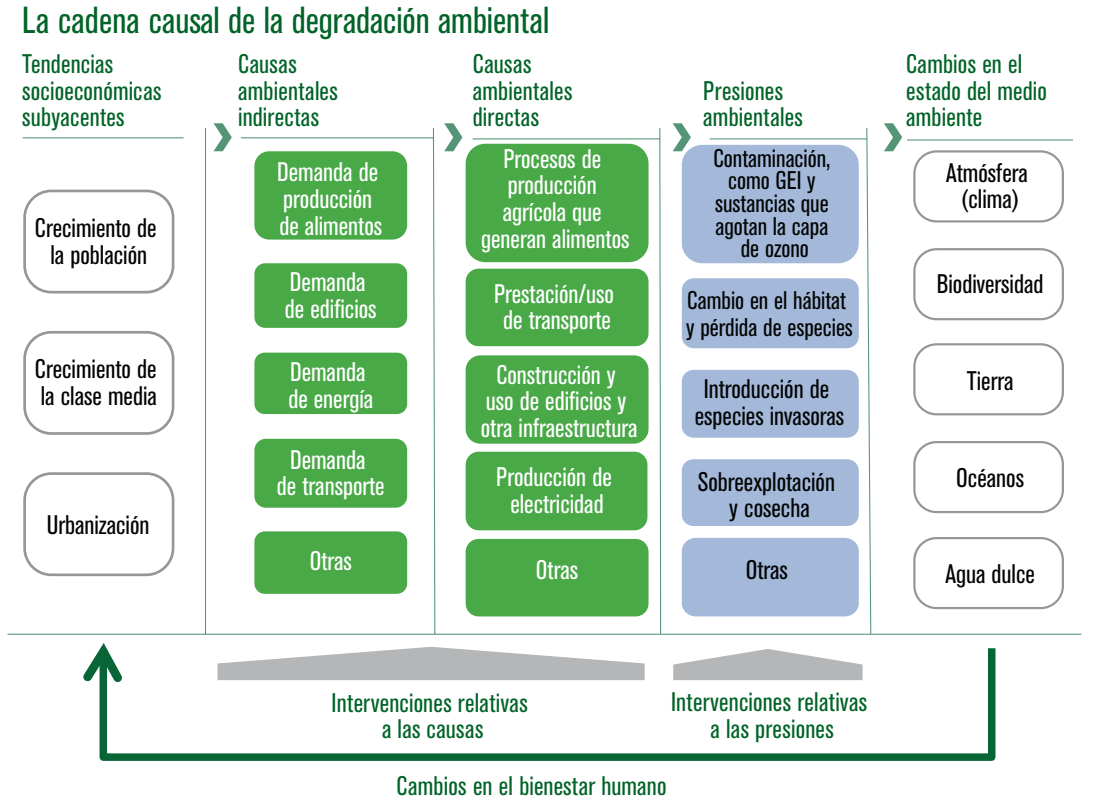 La cadena causal de la degradación ambiental
Tendencias
socioeconómicas
subyacentes
Crecimiento de
la población
Crecimiento de
la clase media
Urbanización
Causas
ambientales
indirectas
Demanda de
producción
de alimentos
Demanda
de edificios
Demanda
de energía
Demanda
de transporte
Otras
Causas
ambientales
directas
Procesos de
producción
agrícola que
generan alimentos
Prestación/uso
de transporte
Construcción y
uso de edificios y
otra infraestructura
Producción de
electricidad
Otras
Presiones
ambientales
Contaminación,
como GEI y
sustancias que
agotan la capa
de ozono
Cambio en el hábitat
y pérdida de especies
Introducción de
especies invasoras
Sobreexplotación
y cosecha
Otras
Cambios en el
estado del medio
ambiente
Atmósfera
(clima)
Biodiversidad
Tierra
Océanos
Agua dulce
Intervenciones relativas
a las causas
Intervenciones relativas
a las presiones
Cambios en el bienestar humano